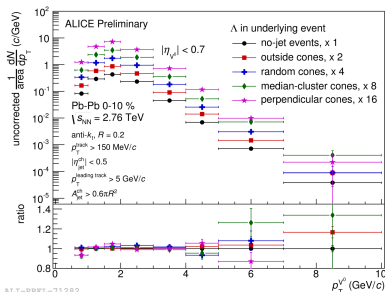 ALICE Preliminary
|η_V⁰| < 0.7
Λ in underlying event
no-jet events, x 1
outside cones, x 2
random cones, x 4
median-cluster cones, x 8
perpendicular cones, x 16
Pb-Pb 0-10 %
√s_NN = 2.76 TeV
anti-k_t, R = 0.2
p_T^track > 150 MeV/c
|η_jet^ch| < 0.5
p_T^leading track > 5 GeV/c
A_jet^ch > 0.6πR²
uncorrected 1/area dN/dp_T (c/GeV)
10³
10²
10
1
10⁻¹
10⁻²
10⁻³
10⁻⁴
10⁻⁵
ratio
1.4
1.2
1.0
0.8
0 2 4 6 8 10
p_T^V⁰ (GeV/c)